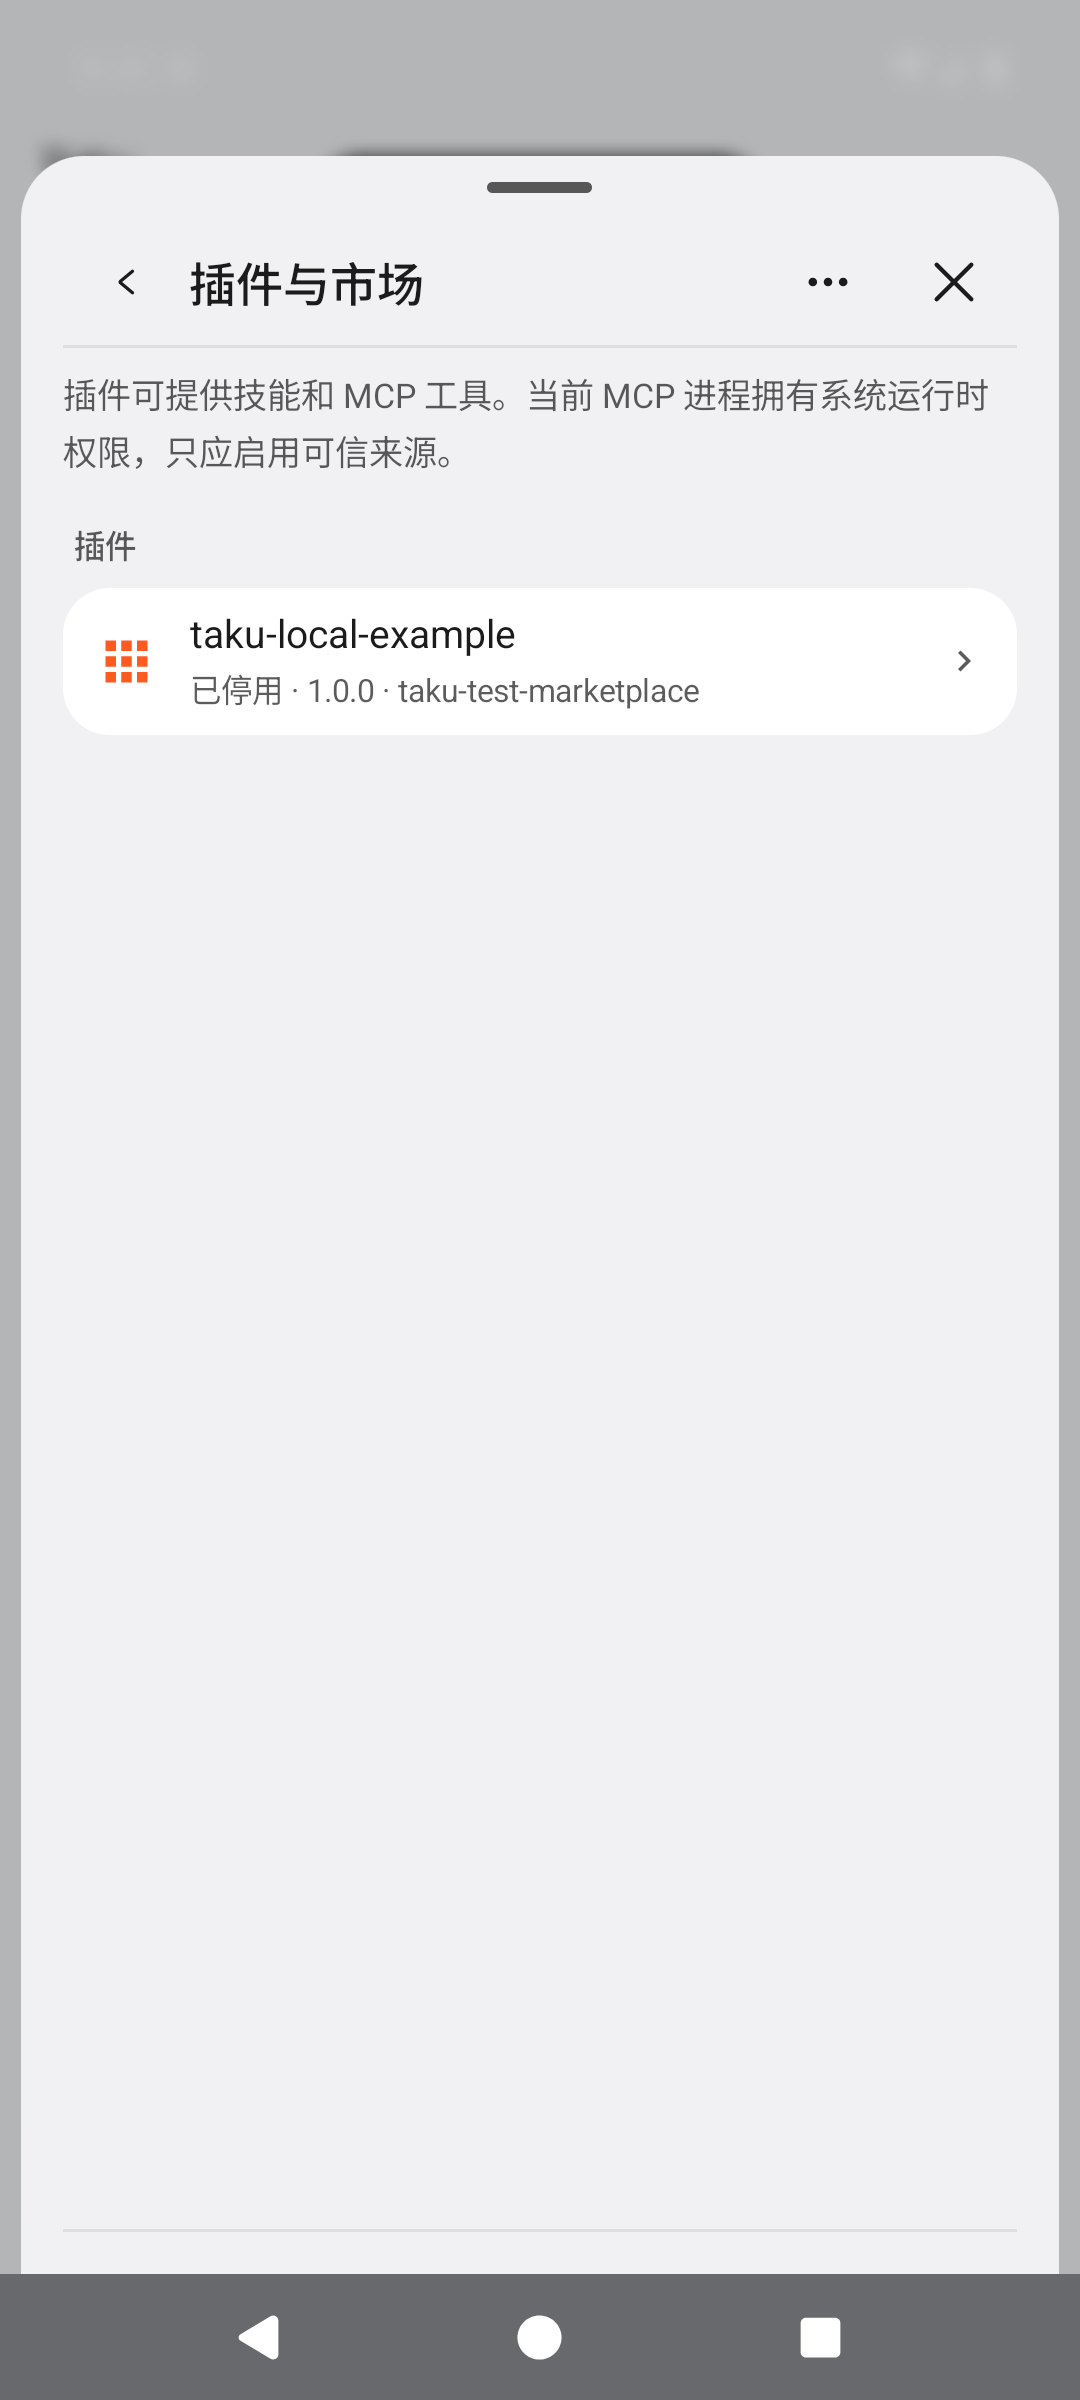 插件与市场
插件可提供技能和 MCP 工具。当前 MCP 进程拥有系统运行时
权限，只应启用可信来源。
插件
taku-local-example
已停用 · 1.0.0 · taku-test-marketplace